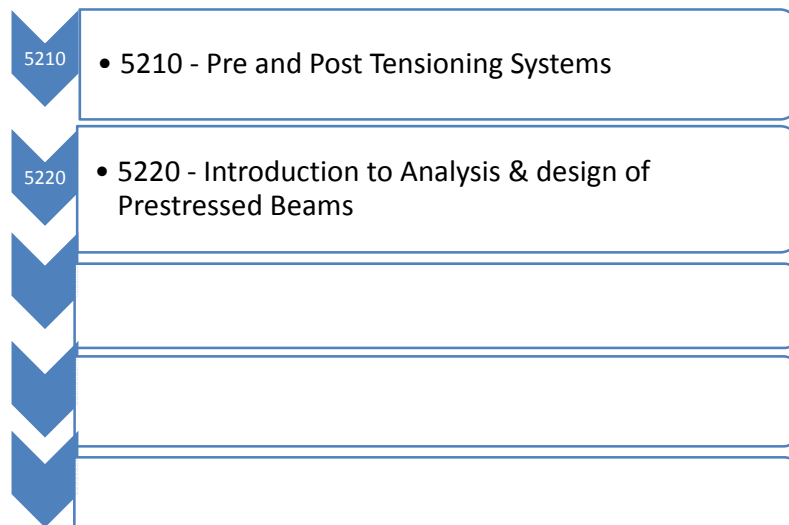 5210
• 5210 - Pre and Post Tensioning Systems
5220
• 5220 - Introduction to Analysis & design of
Prestressed Beams